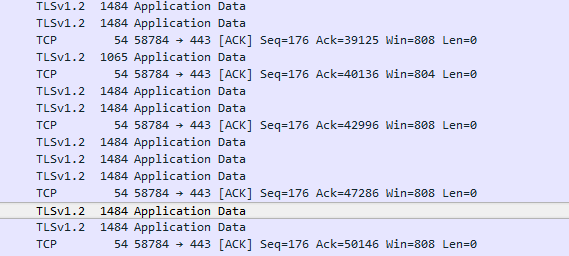 TLSv1.2 1484 Application Data
TLSv1.2 1484 Application Data
TCP 54 58784 → 443 [ACK] Seq=176 Ack=39125 Win=808 Len=0
TLSv1.2 1065 Application Data
TCP 54 58784 → 443 [ACK] Seq=176 Ack=40136 Win=804 Len=0
TLSv1.2 1484 Application Data
TLSv1.2 1484 Application Data
TCP 54 58784 → 443 [ACK] Seq=176 Ack=42996 Win=808 Len=0
TLSv1.2 1484 Application Data
TLSv1.2 1484 Application Data
TLSv1.2 1484 Application Data
TCP 54 58784 → 443 [ACK] Seq=176 Ack=47286 Win=808 Len=0
TLSv1.2 1484 Application Data
TLSv1.2 1484 Application Data
TCP 54 58784 → 443 [ACK] Seq=176 Ack=50146 Win=808 Len=0